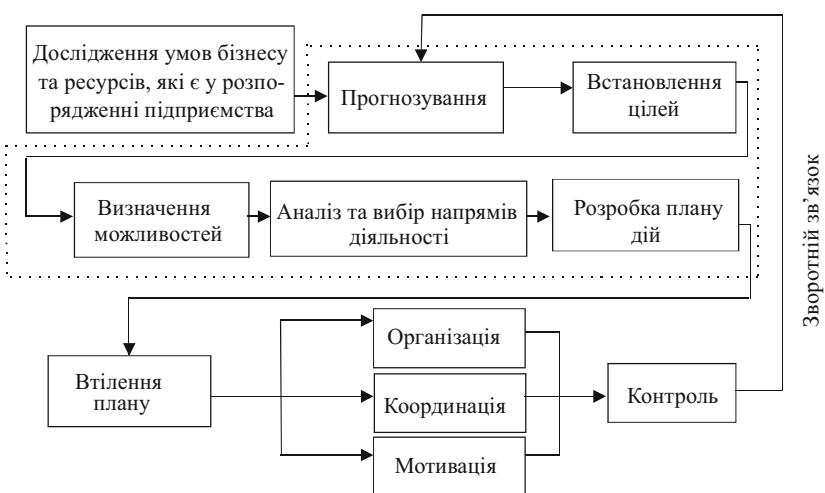 Дослідження умов бізнесу
та ресурсів, які є у розпо-
рядженні підприємства
Прогнозування
Встановлення
цілей
Визначення
можливостей
Аналіз та вибір напрямів
діяльності
Розробка плану
дій
Втілення
плану
Організація
Координація
Мотивація
Контроль
Зворотній зв’язок